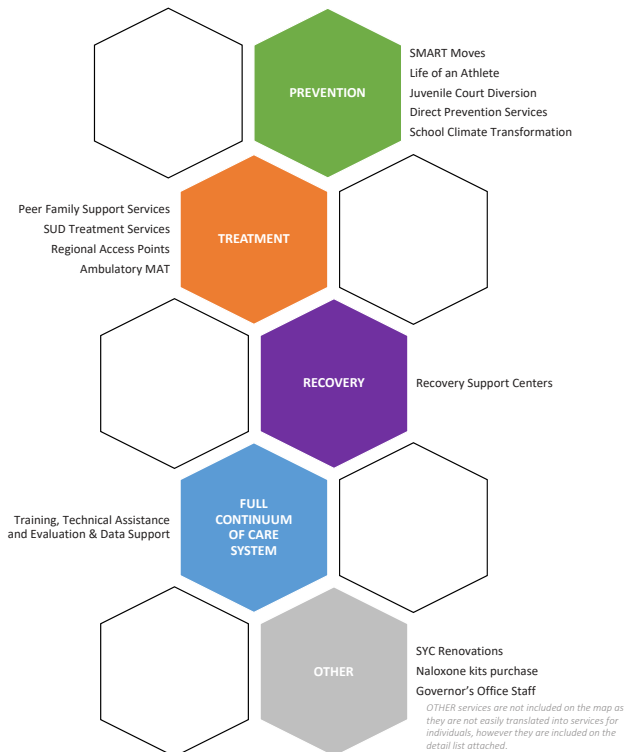 PREVENTION
SMART Moves
Life of an Athlete
Juvenile Court Diversion
Direct Prevention Services
School Climate Transformation
Peer Family Support Services
SUD Treatment Services
Regional Access Points
Ambulatory MAT
TREATMENT
RECOVERY
Recovery Support Centers
Training, Technical Assistance
and Evaluation & Data Support
FULL
CONTINUUM
OF CARE
SYSTEM
OTHER
SYC Renovations
Naloxone kits purchase
Governor's Office Staff
OTHER services are not included on the map as
they are not easily translated into services for
individuals, however they are included on the
detail list attached.